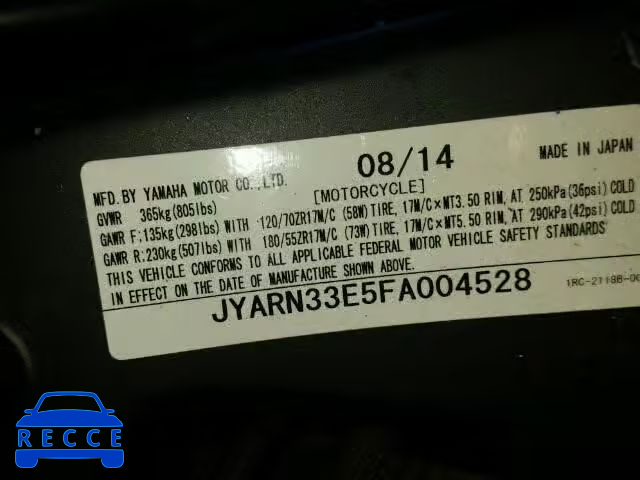 MFD. BY YAMAHA MOTOR CO., LTD. 08/14 MADE IN JAPAN
GVWR 365kg(805lbs) [MOTORCYCLE]
GAWR F:135kg(298lbs) WITH 120/70ZR17M/C (58W) TIRE, 17M/C×MT3.50 RIM, AT 250kPa(36psi) COLD
GAWR R:230kg(507lbs) WITH 180/55ZR17M/C (73W) TIRE, 17M/C×MT5.50 RIM, AT 290kPa(42psi) COLD
THIS VEHICLE CONFORMS TO ALL APPLICABLE FEDERAL MOTOR VEHICLE SAFETY STANDARDS
IN EFFECT ON THE DATE OF MANUFACTURE SHOWN ABOVE.
JYARN33E5FA004528 1RC-2118B-00
RECCE